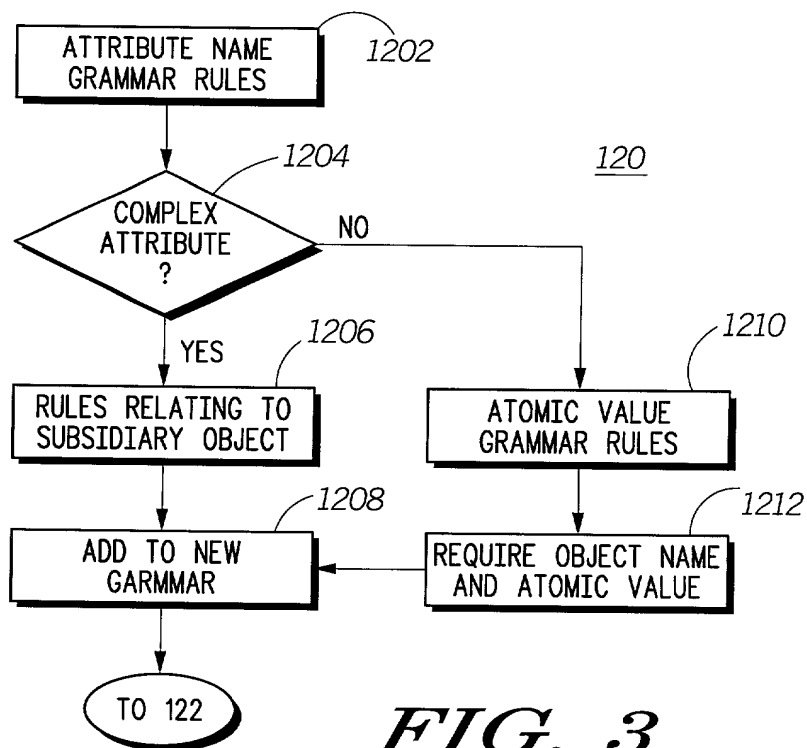 ATTRIBUTE NAME
GRAMMAR RULES
1202
1204
120
COMPLEX
ATTRIBUTE
?
NO
YES
1206
1210
RULES RELATING TO
SUBSIDIARY OBJECT
ATOMIC VALUE
GRAMMAR RULES
1208
1212
ADD TO NEW
GARMMAR
REQUIRE OBJECT NAME
AND ATOMIC VALUE
TO 122
FIG. 3